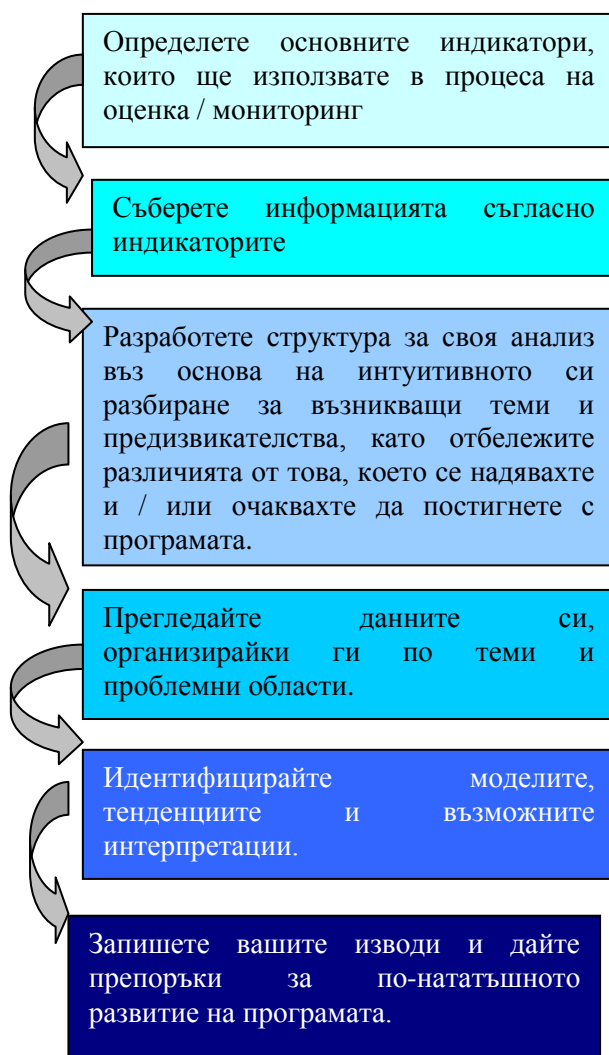 Определете основните индикатори,
които ще използвате в процеса на
оценка / мониторинг
Съберете информацията съгласно
индикаторите
Разработете структура за своя анализ
въз основа на интуитивното си
разбиране за възникващи теми и
предизвикателства, като отбележите
различията от това, което се надявахте
и / или очаквахте да постигнете с
програмата.
Прегледайте данните си,
организирайки ги по теми и
проблемни области.
Идентифицирайте моделите,
тенденциите и възможните
интерпретации.
Запишете вашите изводи и дайте
препоръки за по-нататъшното
развитие на програмата.